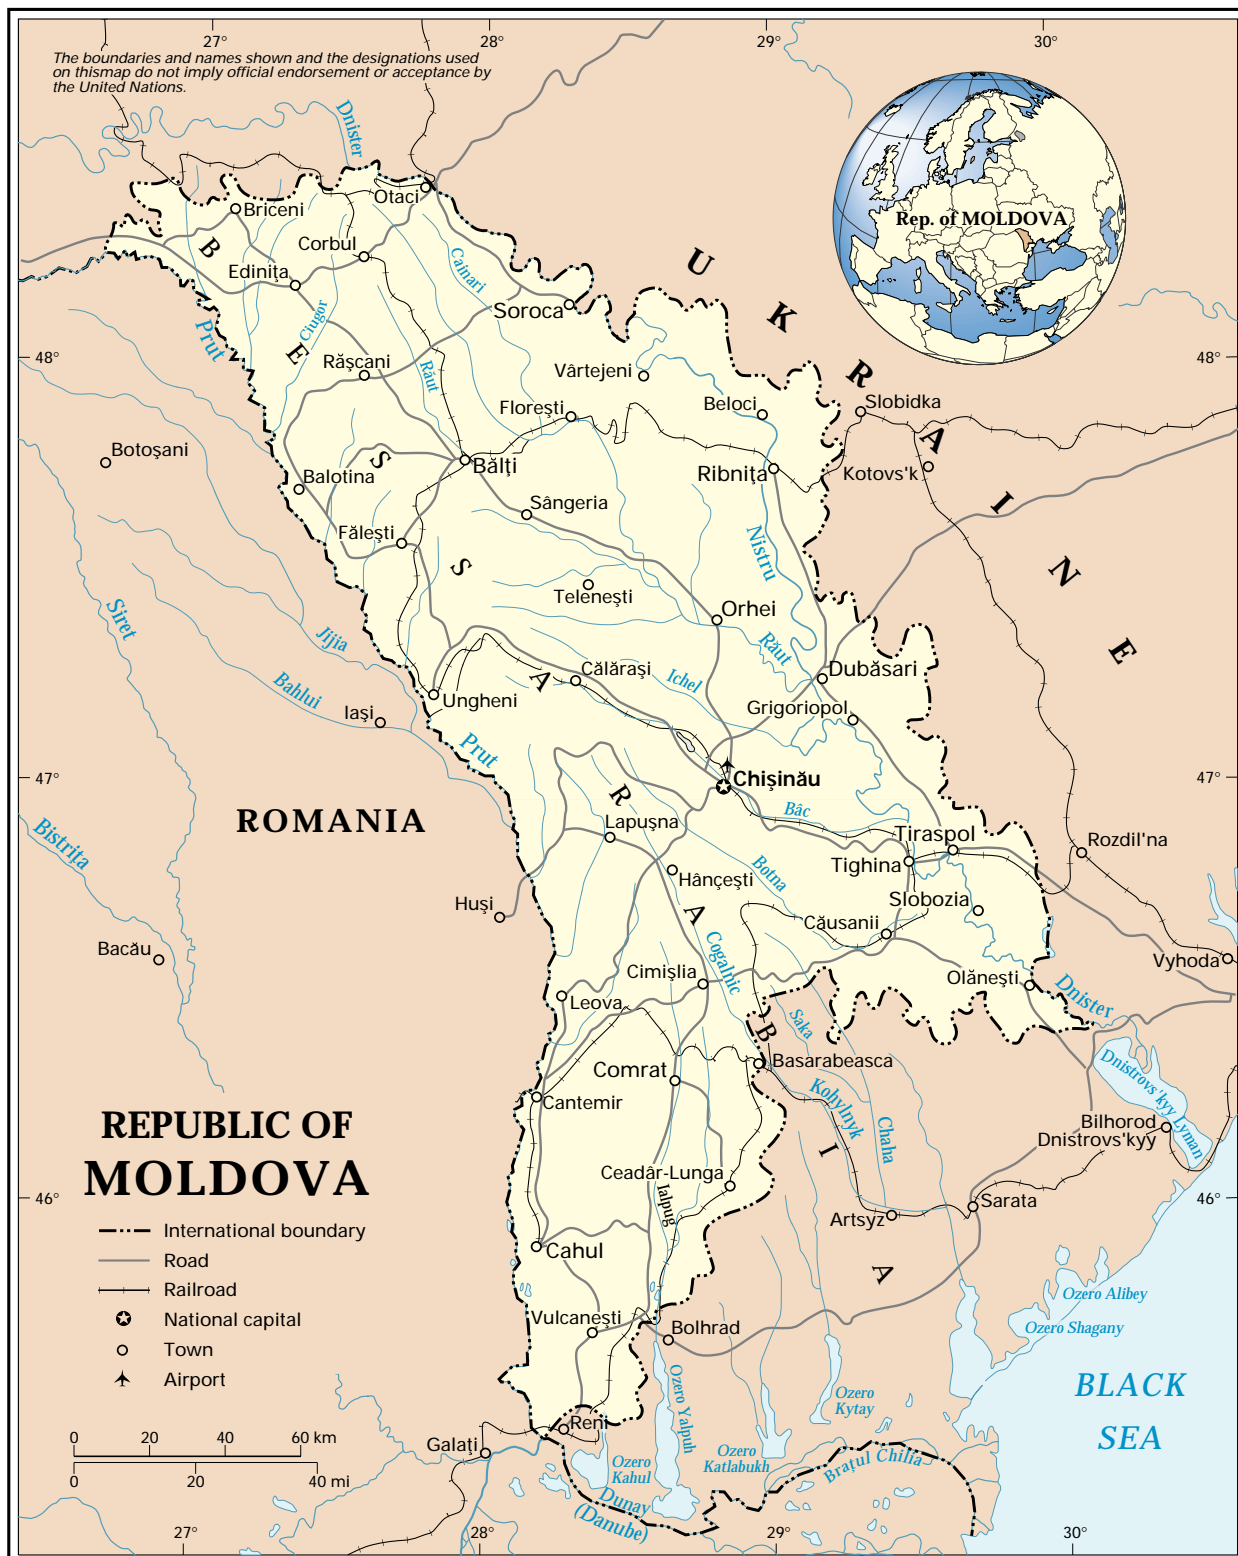 27°
28°
29°
30°
The boundaries and names shown and the designations used
on thismap do not imply official endorsement or acceptance by
the United Nations.
Dnister
Otaci
Briceni
Corbul
Edinița
Cainari
Ciugor
Soroca
Prut
UKRAINE
Rep. of MOLDOVA
48°
48°
Râșcani
Răut
Vârtejeni
Florești
Beloci
Slobidka
Botoșani
Bălți
Ribnița
Kotovs'k
Balotina
Sângeria
Fălești
Nistru
Telenești
Orhei
Siret
Jijia
Răut
Dubăsari
Călărași
Ichel
Bahlui
Ungheni
Iași
Grigoriopol
Prut
47°
47°
Chișinău
BESSARABIA
ROMANIA
Bâc
Bistrița
Lapușna
Tiraspol
Rozdil'na
Tighina
Botna
Hânçești
Slobozia
Huși
Căusanii
Bacău
Cogalnic
Vyhoda
Cimișlia
Olănești
Dnister
Leova
Saka
Basarabeasca
Dnistrovs'kyy Lyman
Comrat
Kohylnyk
Cantemir
Chaha
Bilhorod
Dnistrovs'kyy
REPUBLIC OF
MOLDOVA
Ceadâr-Lunga
Ialpug
46°
46°
Sarata
Artsyz
International boundary
Road
Railroad
National capital
Town
Airport
Cahul
Ozero Alibey
Ozero Shagany
Vulcanești
Bolhrad
BLACK
SEA
Ozero Yalpuh
Ozero
Kytay
Reni
Galați
Ozero
Katlabukh
Ozero
Kahul
Brațul Chilia
Dunay
(Danube)
0 20 40 60 km
0 20 40 mi
27°
28°
29°
30°